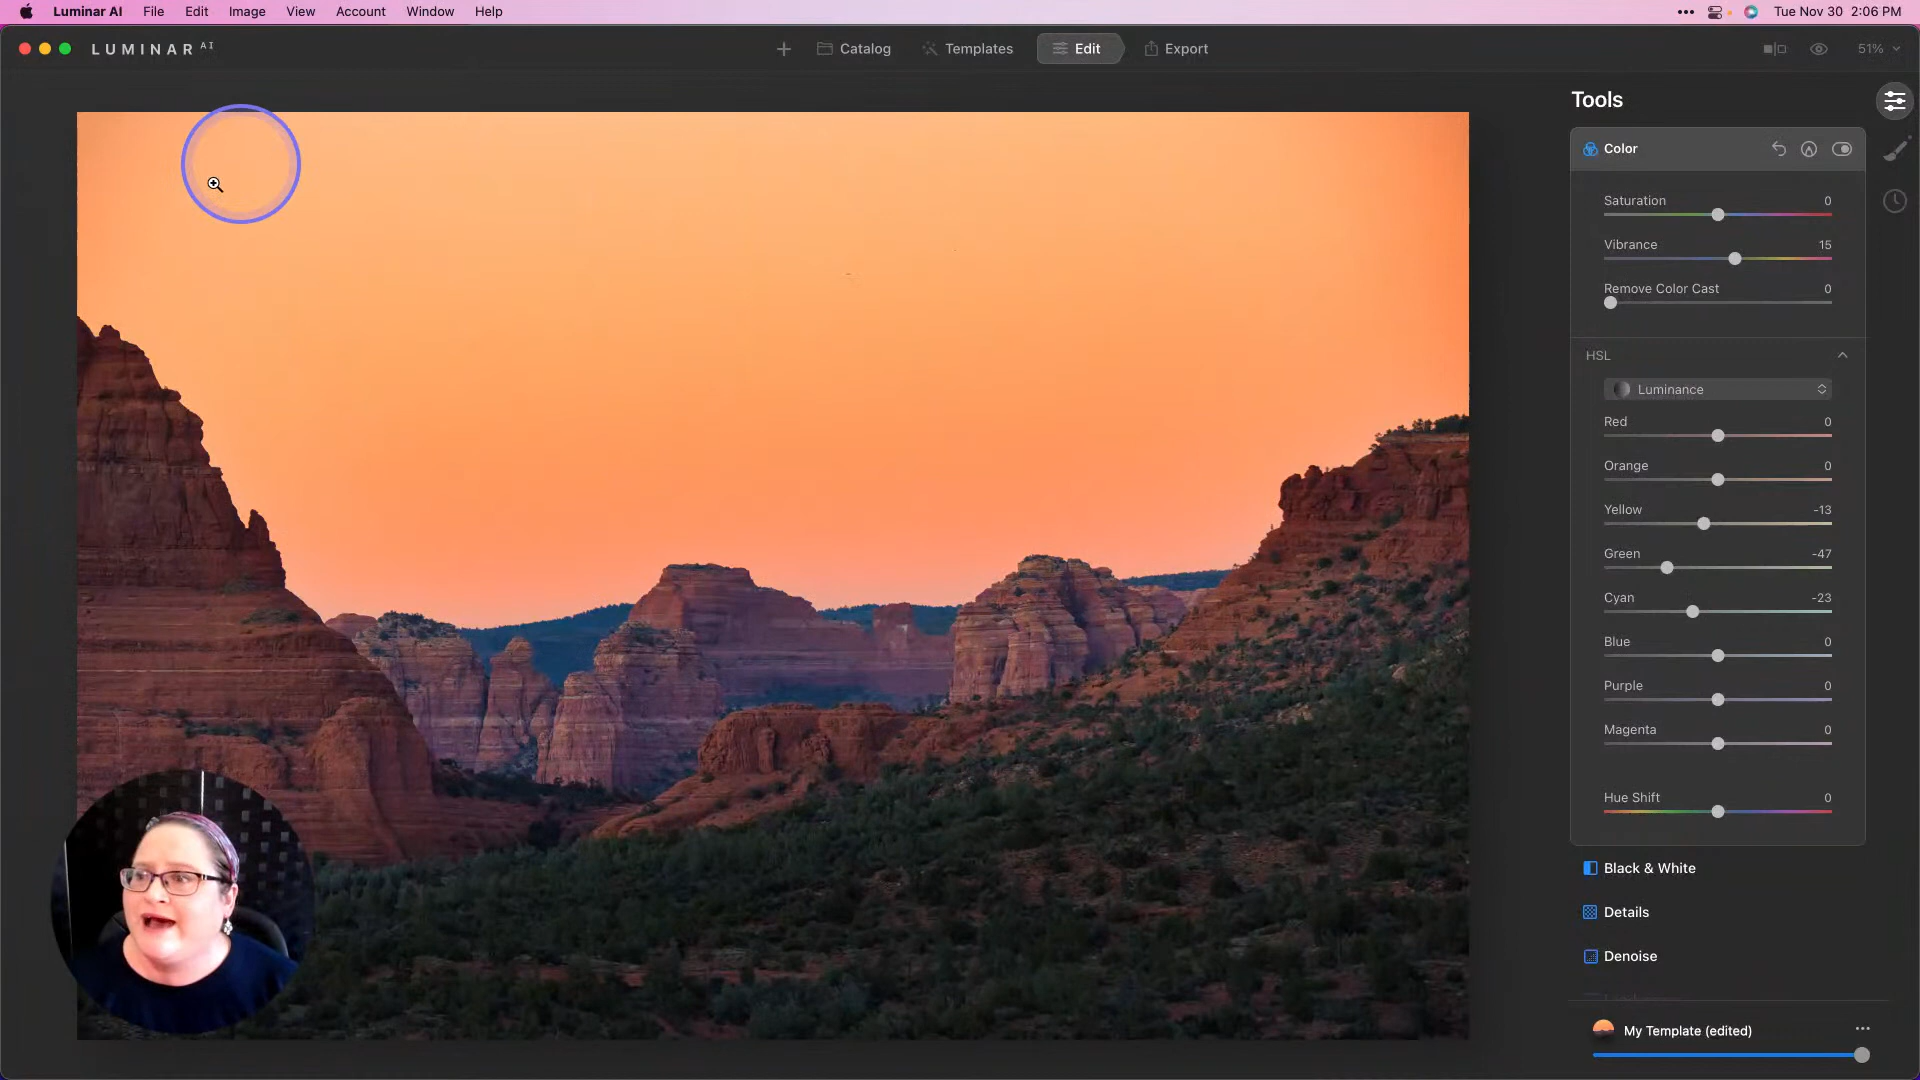 Luminar AI File Edit Image View Account Window Help
••• Tue Nov 30 2:06 PM
LUMINAR AI
Catalog Templates Edit Export
51%
Tools
Color
Saturation 0
Vibrance 15
Remove Color Cast 0
HSL
Luminance
Red 0
Orange 0
Yellow -13
Green -47
Cyan -23
Blue 0
Purple 0
Magenta 0
Hue Shift 0
Black & White
Details
Denoise
My Template (edited)